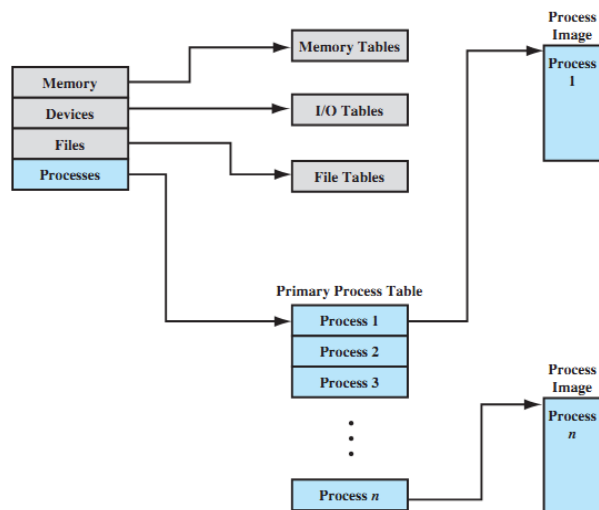 Memory
Devices
Files
Processes
Memory Tables
I/O Tables
File Tables
Primary Process Table
Process 1
Process 2
Process 3
Process n
Process
Image
Process
1
Process
Image
Process
n